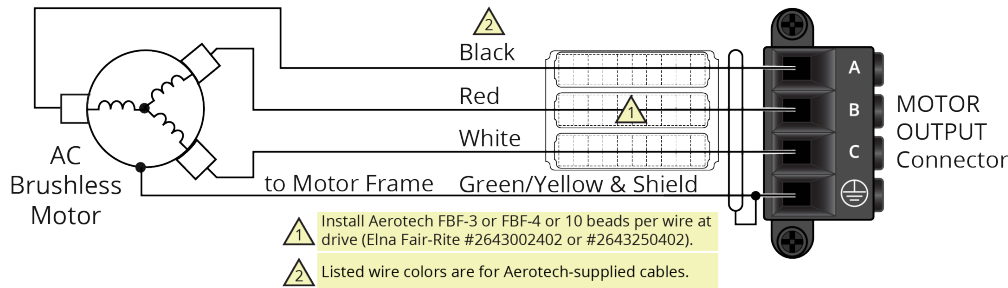 2
Black
A
Red
1
B
MOTOR
OUTPUT
Connector
White
C
AC
Brushless
Motor
to Motor Frame
Green/Yellow & Shield
1
Install Aerotech FBF-3 or FBF-4 or 10 beads per wire at
drive (Elna Fair-Rite #2643002402 or #2643250402).
2
Listed wire colors are for Aerotech-supplied cables.